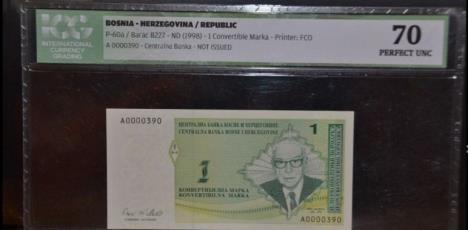 ICG
INTERNATIONAL
CURRENCY
GRADING
BOSNIA - HERZEGOVINA / REPUBLIC
P-60a / Barac B227 - ND (1998) - 1 Convertible Marka - Printer: FCO
A 0000390 - Centralna Banka - NOT ISSUED
70
PERFECT UNC
A0000390
ЦЕНТРАЛНА БАНКА БОСНЕ И ХЕРЦЕГОВИНЕ
CENTRALNA BANKA BOSNE I HERCEGOVINE
1
1
КОНВЕРТИБИЛНА МАРКА
KONVERTIBILNA MARKA
A0000390